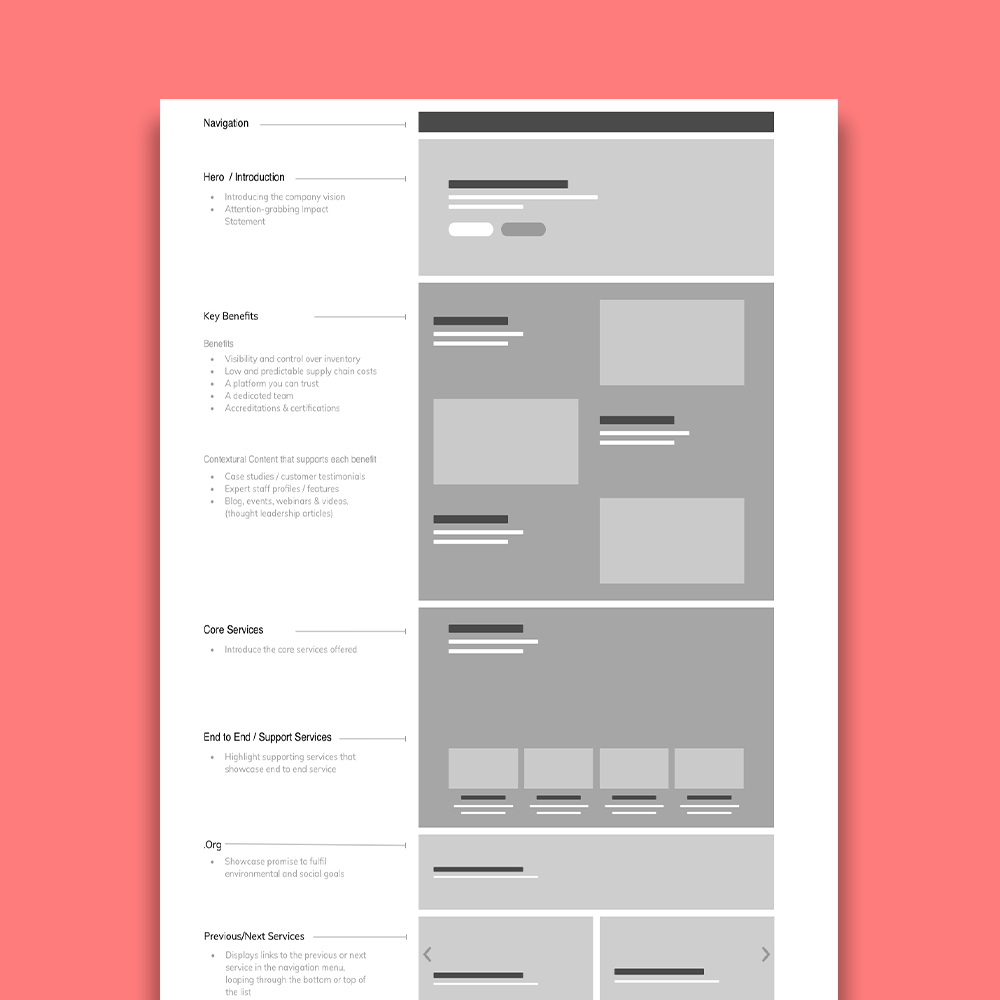 Navigation
Hero / Introduction
• Introducing the company vision
• Attention-grabbing Impact
Statement
Key Benefits
Benefits
• Visibility and control over inventory
• Low and predictable supply chain costs
• A platform you can trust
• A dedicated team
• Accreditations & certifications
Contextural Content that supports each benefit
• Case studies / customer testimonials
• Expert staff profiles / features
• Blog, events, webinars & videos,
(thought leadership articles)
Core Services
• Introduce the core services offered
End to End / Support Services
• Highlight supporting services that
showcase end to end service
.Org
• Showcase promise to fulfil
environmental and social goals
Previous/Next Services
• Displays links to the previous or next
service in the navigation menu,
looping through the bottom or top of
the list